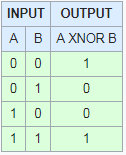 INPUT OUTPUT
A B A XNOR B
0 0 1
0 1 0
1 0 0
1 1 1